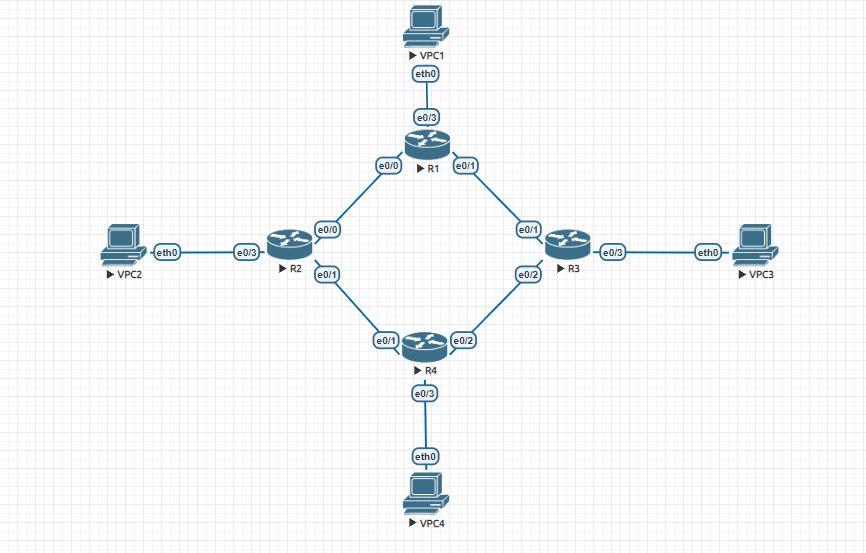 VPC1
eth0
e0/3
R1
e0/0
e0/1
e0/0
e0/1
VPC2
eth0
e0/3
R2
R3
e0/3
eth0
VPC3
e0/1
e0/2
e0/1
e0/2
R4
e0/3
eth0
VPC4